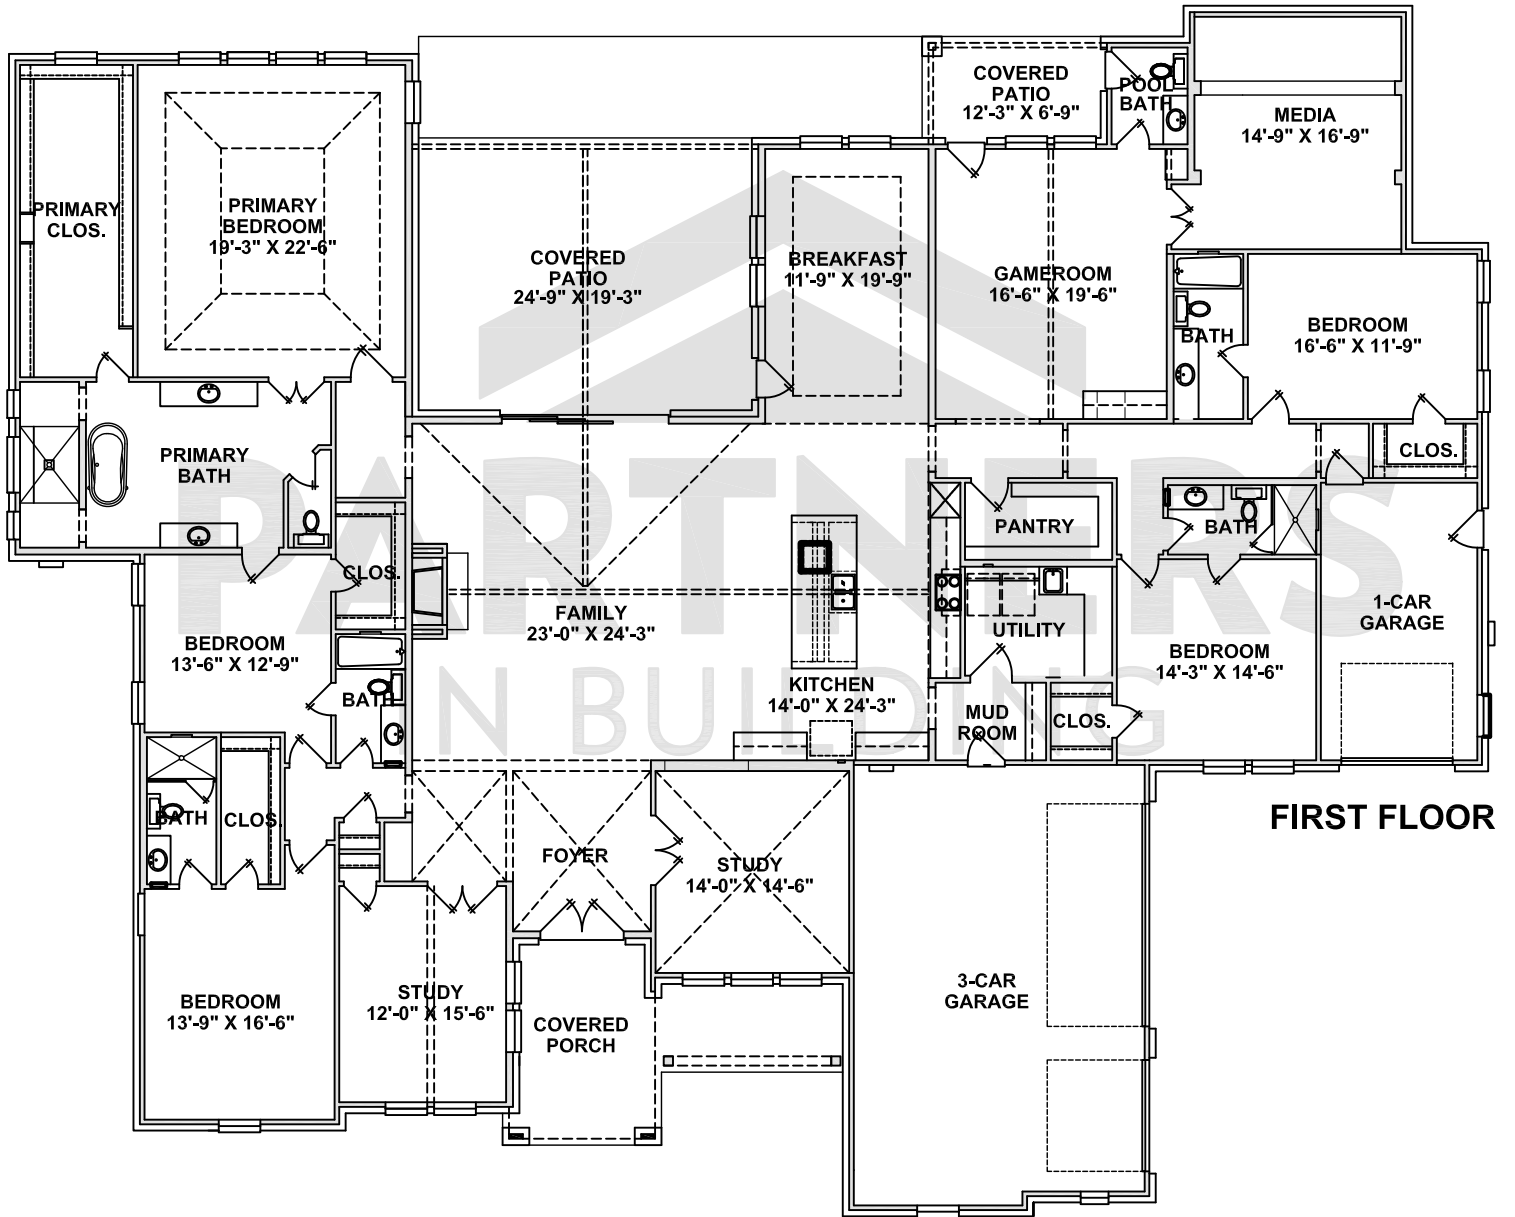 COVERED
PATIO
12'-3" X 6'-9"
POOL
BATH
MEDIA
14'-9" X 16'-9"
PRIMARY
CLOS.
PRIMARY
BEDROOM
19'-3" X 22'-6"
COVERED
PATIO
24'-9" X 19'-3"
BREAKFAST
11'-9" X 19'-9"
GAMEROOM
16'-6" X 19'-6"
BATH
BEDROOM
16'-6" X 11'-9"
PRIMARY
BATH
CLOS.
PARTNERS
IN BUILDING
PANTRY
BATH
CLOS.
FAMILY
23'-0" X 24'-3"
UTILITY
1-CAR
GARAGE
BEDROOM
13'-6" X 12'-9"
BEDROOM
14'-3" X 14'-6"
BATH
KITCHEN
14'-0" X 24'-3"
MUD
ROOM
CLOS.
BATH
CLOS.
FIRST FLOOR
FOYER
STUDY
14'-0" X 14'-6"
BEDROOM
13'-9" X 16'-6"
STUDY
12'-0" X 15'-6"
COVERED
PORCH
3-CAR
GARAGE